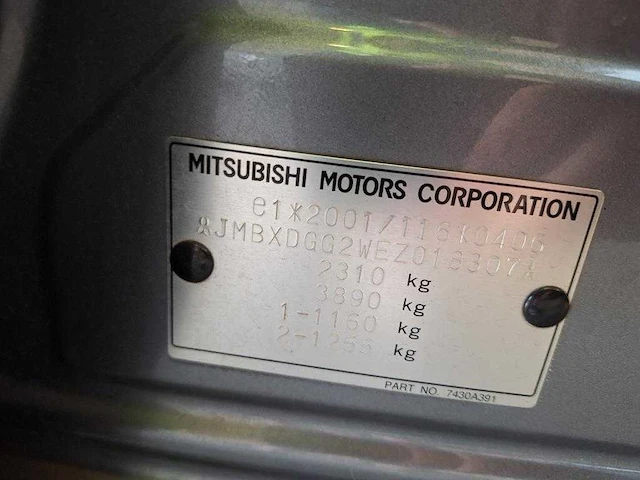 MITSUBISHI MOTORS CORPORATION
e1*2001/116*0406
JMBXDGG2WEZ018307
2310 kg
3890 kg
1-1160 kg
2-1255 kg
PART NO. 7430A391